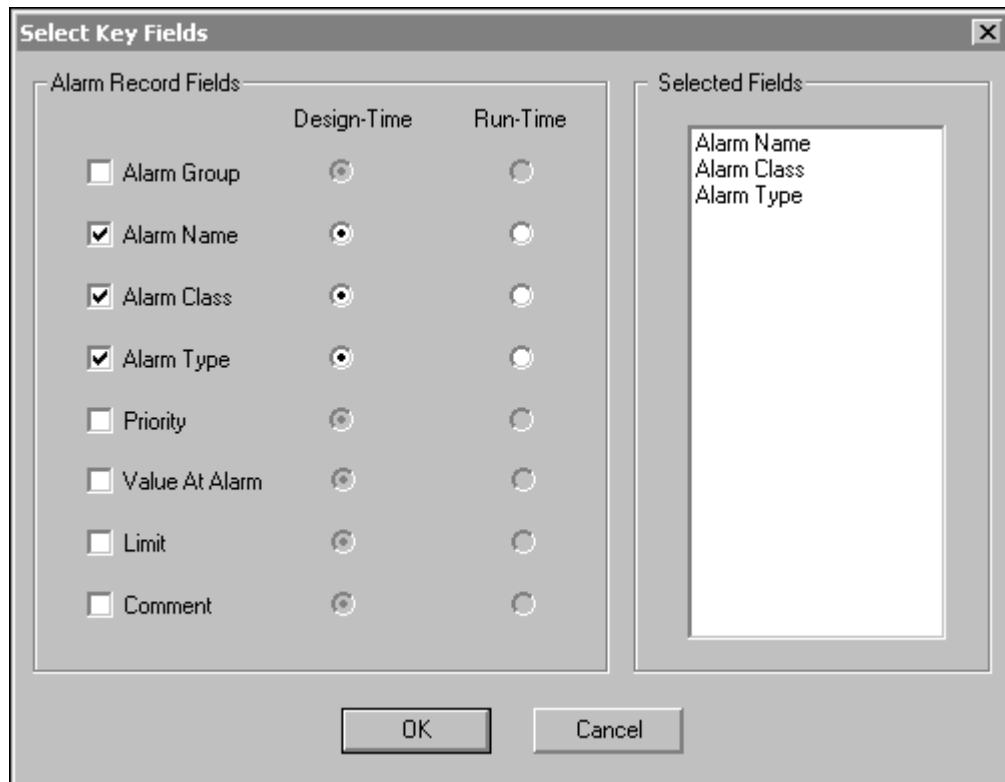 Select Key Fields
Alarm Record Fields
Design-Time Run-Time
Alarm Group
Alarm Name
Alarm Class
Alarm Type
Priority
Value At Alarm
Limit
Comment
Selected Fields
Alarm Name
Alarm Class
Alarm Type
OK Cancel